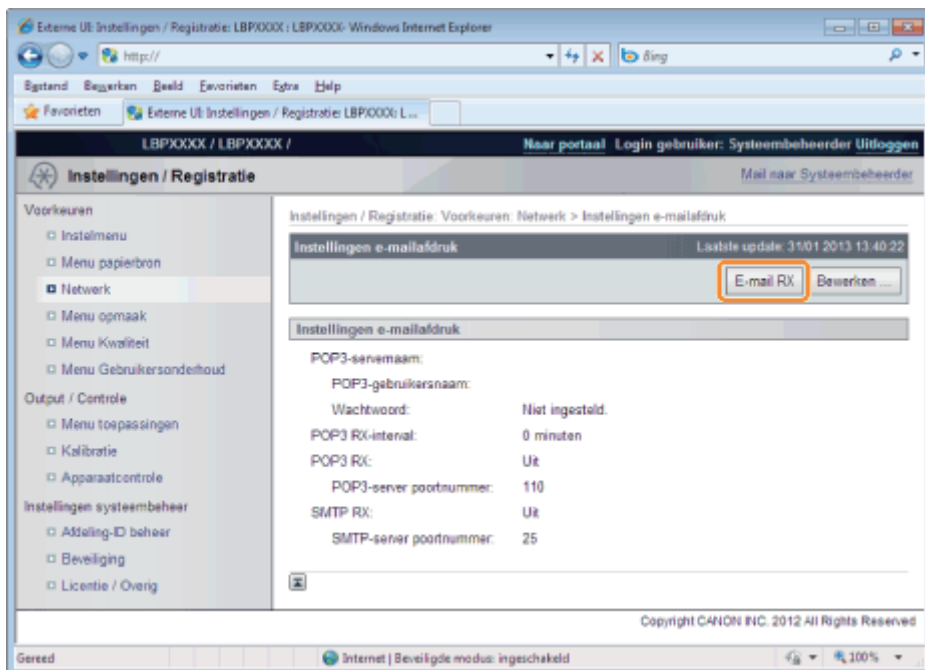 Externe UI: Instellingen / Registratie: LBPXXXX : LBPXXXX- Windows Internet Explorer
http://
Bing
Bestand Bewerken Beeld Favorieten Extra Help
Favorieten Externe UI: Instellingen / Registratie: LBPXXXX: L...
LBPXXXX / LBPXXXX / Naar portaal Login gebruiker: Systeembeheerder Uitloggen
Instellingen / Registratie Mail naar Systeembeheerder
Voorkeuren
Instelmenu
Menu papierbron
Netwerk
Menu opmaak
Menu Kwaliteit
Menu Gebruikersonderhoud
Output / Controle
Menu toepassingen
Kalibratie
Apparaatcontrole
Instellingen systeembeheer
Afdeling-ID beheer
Beveiliging
Licentie / Overig
Instellingen / Registratie: Voorkeuren: Netwerk > Instellingen e-mailafdruk
Instellingen e-mailafdruk Laatste update: 31/01 2013 13:40:22
E-mail RX Bewerken ...
Instellingen e-mailafdruk
POP3-servernaam:
POP3-gebruikersnaam:
Wachtwoord: Niet ingesteld.
POP3 RX-interval: 0 minuten
POP3 RX: Uit
POP3-server poortnummer: 110
SMTP RX: Uit
SMTP-server poortnummer: 25
Copyright CANON INC. 2012 All Rights Reserved
Gereed Internet | Beveiligde modus: ingeschakeld 100%